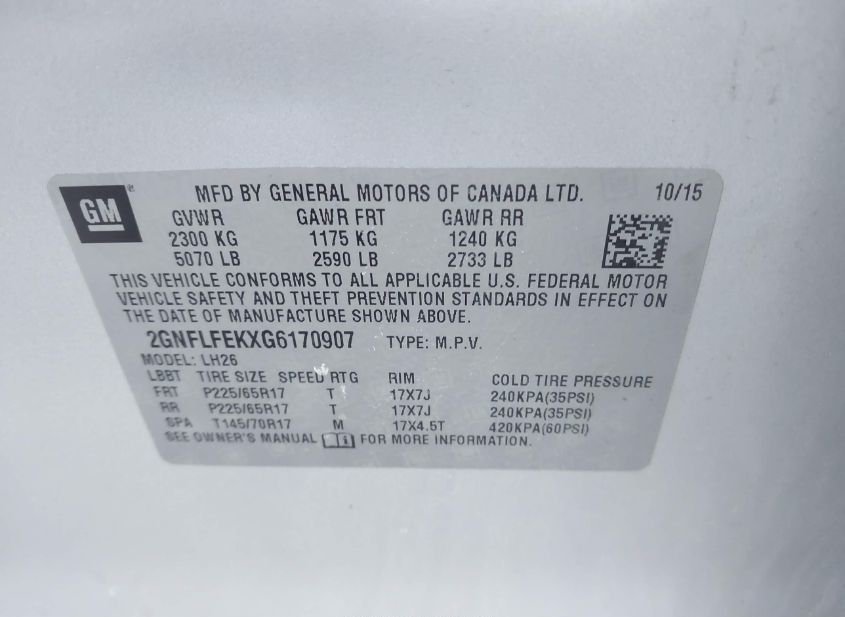 GM
MFD BY GENERAL MOTORS OF CANADA LTD. 10/15
GVWR GAWR FRT GAWR RR
2300 KG 1175 KG 1240 KG
5070 LB 2590 LB 2733 LB
THIS VEHICLE CONFORMS TO ALL APPLICABLE U.S. FEDERAL MOTOR
VEHICLE SAFETY AND THEFT PREVENTION STANDARDS IN EFFECT ON
THE DATE OF MANUFACTURE SHOWN ABOVE.
2GNFLFEKXG6170907 TYPE: M.P.V.
MODEL: LH26
LBBT TIRE SIZE SPEED RTG RIM COLD TIRE PRESSURE
FRT P225/65R17 T 17X7J 240KPA(35PSI)
RR P225/65R17 T 17X7J 240KPA(35PSI)
SPA T145/70R17 M 17X4.5T 420KPA(60PSI)
SEE OWNER'S MANUAL FOR MORE INFORMATION.